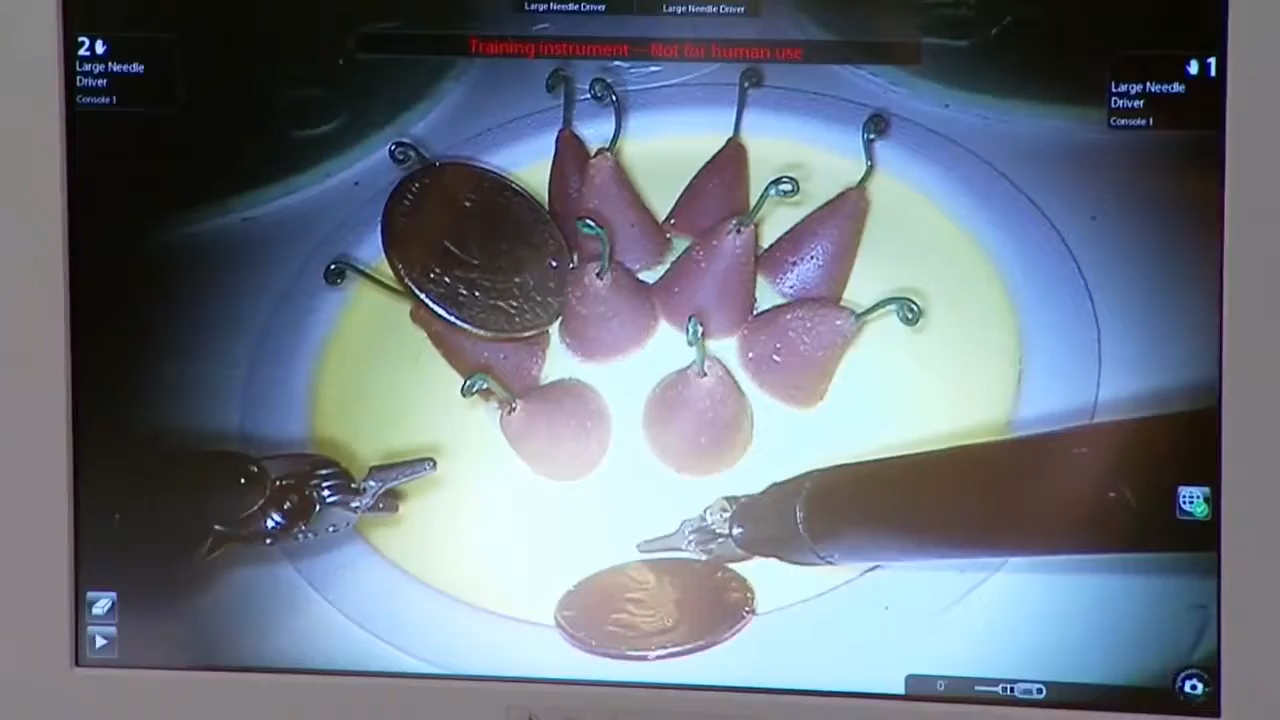 Large Needle Driver
Large Needle Driver
Training instrument — Not for human use
2
Large Needle
Driver
Console 1
1
Large Needle
Driver
Console 1
0°